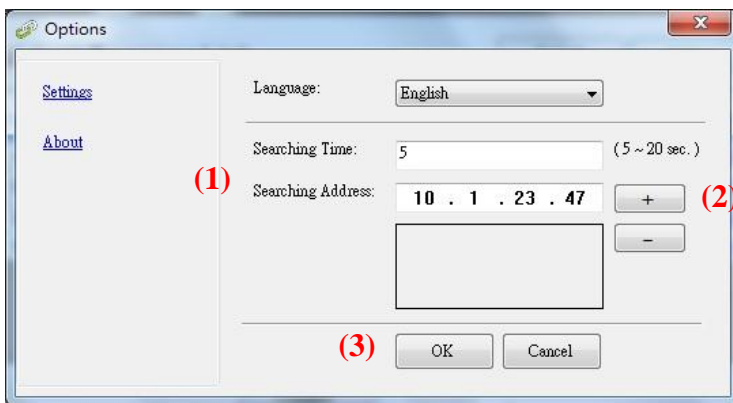 Options
x
Settings
About
Language:
English
Searching Time:
5
( 5 ~ 20 sec. )
(1)
Searching Address:
10 . 1 . 23 . 47
+
(2)
−
(3)
OK
Cancel